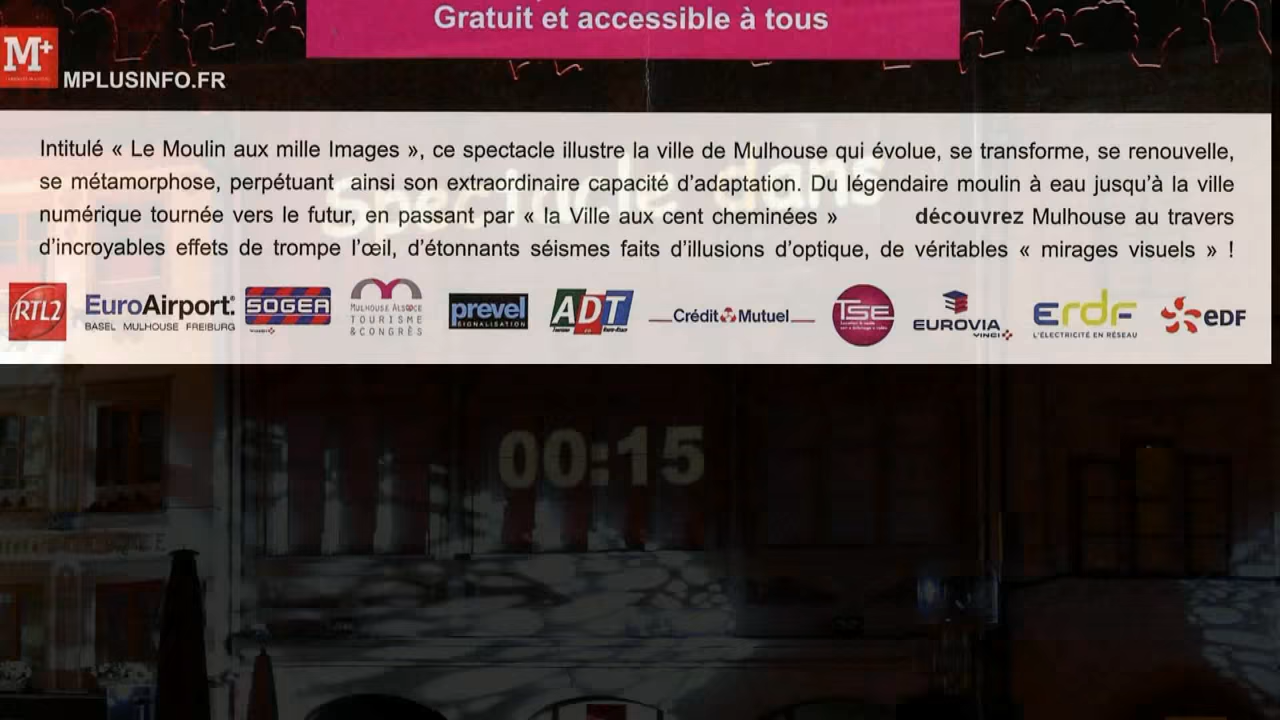 Gratuit et accessible à tous
M+
MPLUSINFO.FR
Spectacle dans
Intitulé « Le Moulin aux mille Images », ce spectacle illustre la ville de Mulhouse qui évolue, se transforme, se renouvelle,
se métamorphose, perpétuant ainsi son extraordinaire capacité d'adaptation. Du légendaire moulin à eau jusqu'à la ville
numérique tournée vers le futur, en passant par « la Ville aux cent cheminées » découvrez Mulhouse au travers
d'incroyables effets de trompe l'œil, d'étonnants séismes faits d'illusions d'optique, de véritables « mirages visuels » !
RTL2
EuroAirport.
BASEL MULHOUSE FREIBURG
SOGEA
VINCI
MULHOUSE ALSACE
TOURISME
& CONGRÈS
prevel
SIGNALISATION
ADT
Crédit Mutuel
TSE
EUROVIA
VINCI
ERDF
L'ÉLECTRICITÉ EN RÉSEAU
eDF
00:15